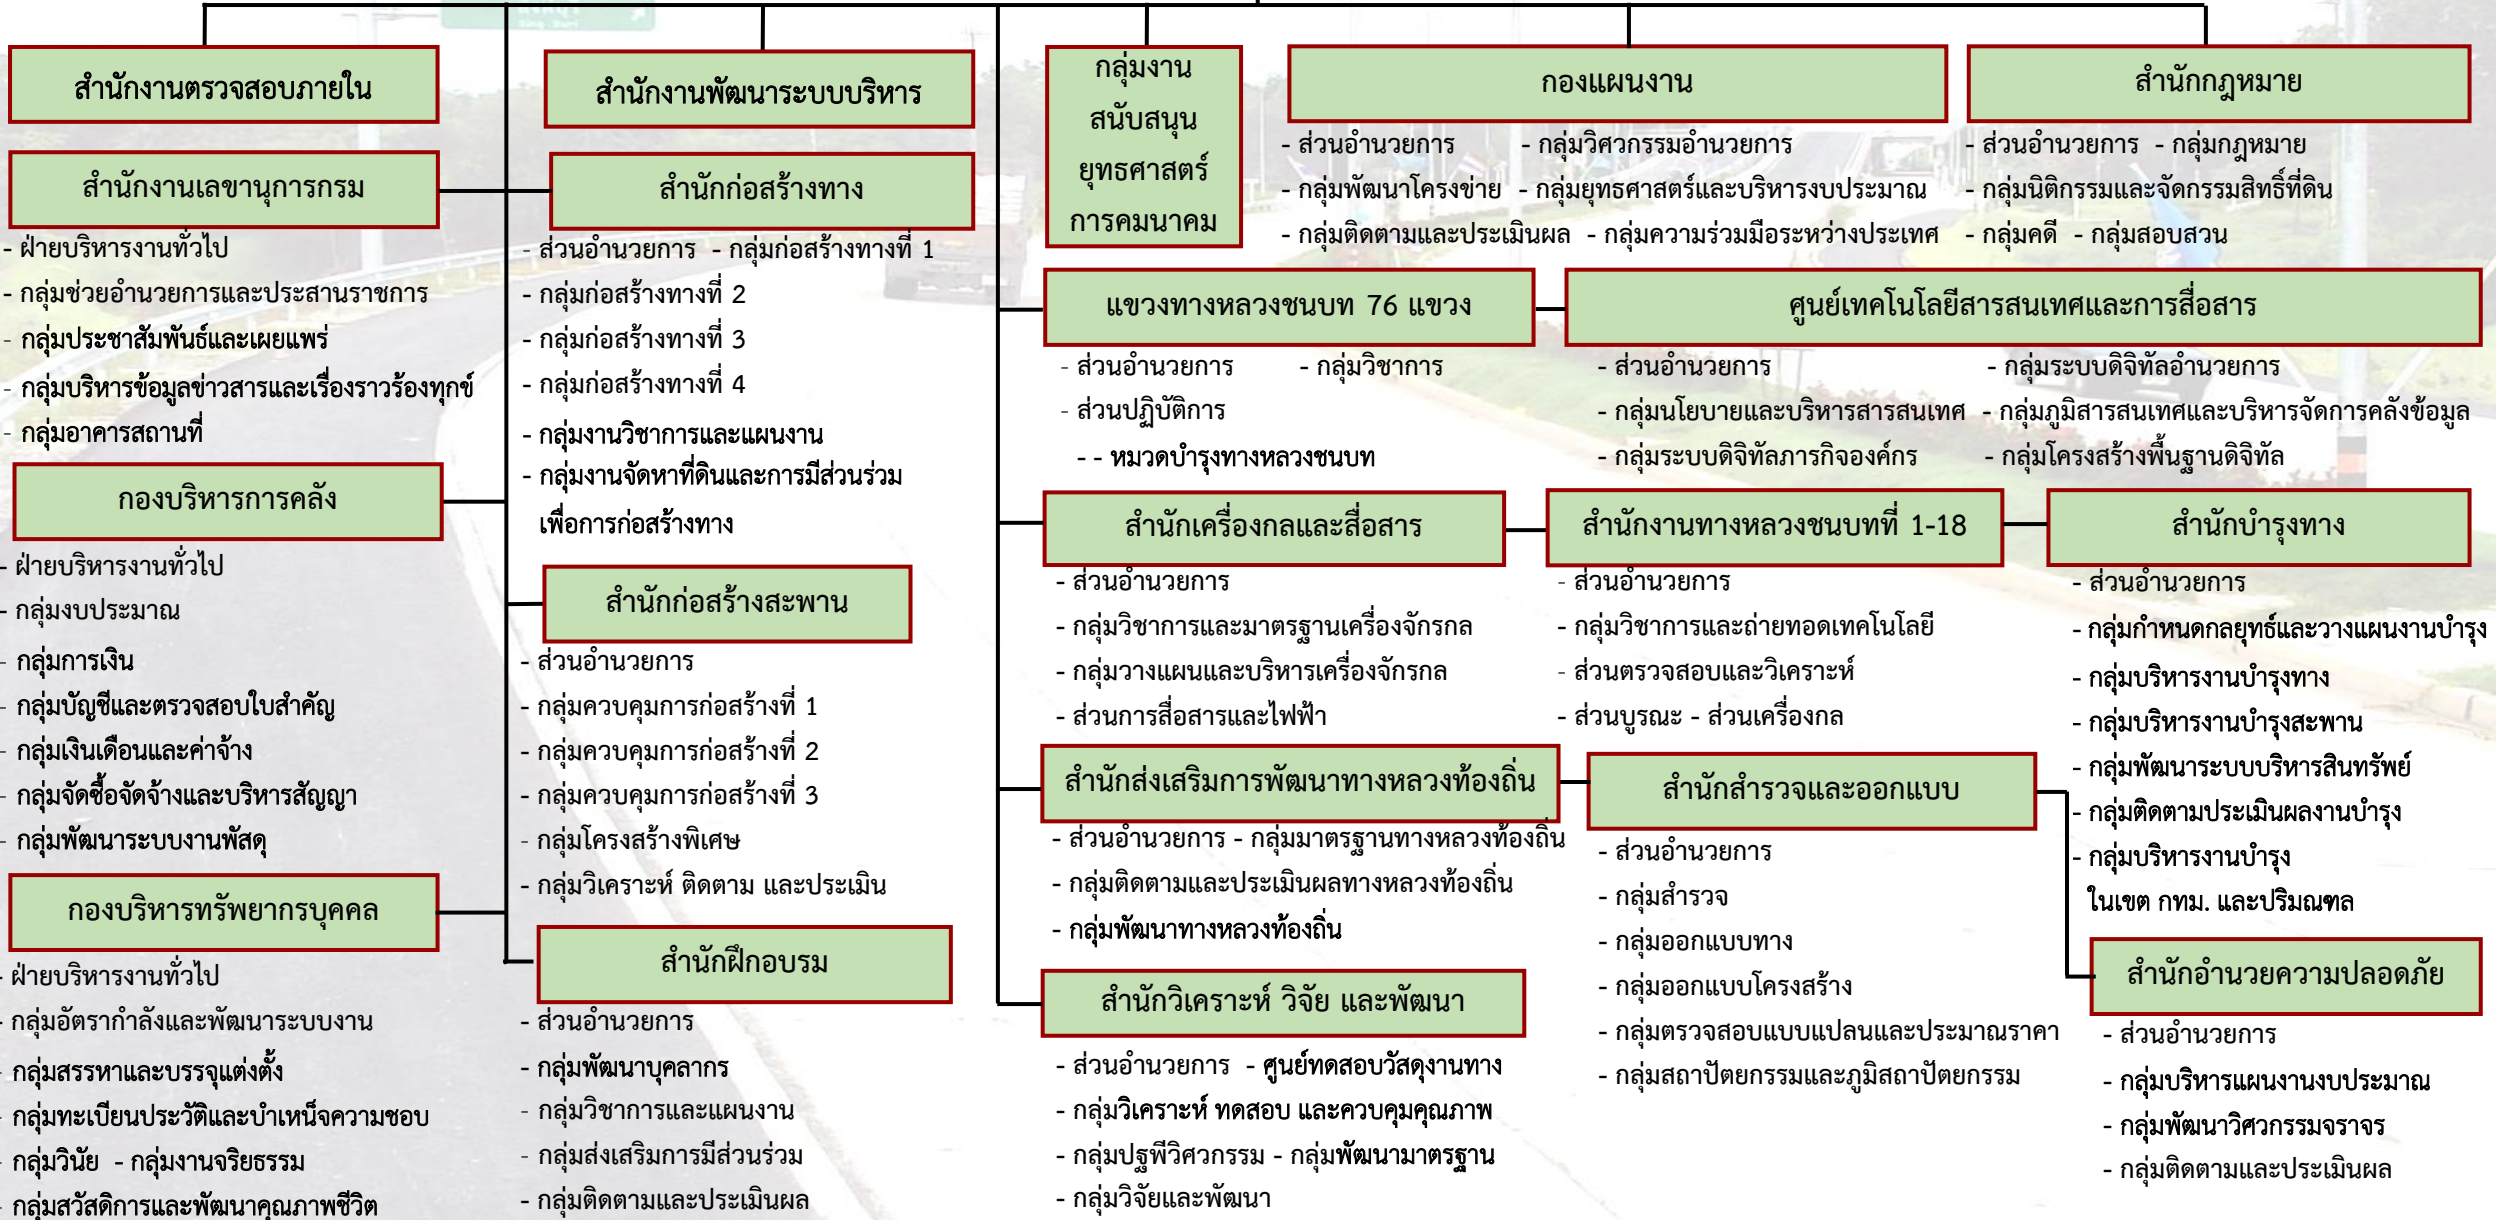 สำนักงานตรวจสอบภายใน
สำนักงานเลขานุการกรม
- ฝ่ายบริหารงานทั่วไป
- กลุ่มช่วยอำนวยการและประสานราชการ
- กลุ่มประชาสัมพันธ์และเผยแพร่
- กลุ่มบริหารข้อมูลข่าวสารและเรื่องราวร้องทุกข์
- กลุ่มอาคารสถานที่
กองบริหารการคลัง
- ฝ่ายบริหารงานทั่วไป
- กลุ่มงบประมาณ
- กลุ่มการเงิน
- กลุ่มบัญชีและตรวจสอบใบสำคัญ
- กลุ่มเงินเดือนและค่าจ้าง
- กลุ่มจัดซื้อจัดจ้างและบริหารสัญญา
- กลุ่มพัฒนาระบบงานพัสดุ
กองบริหารทรัพยากรบุคคล
- ฝ่ายบริหารงานทั่วไป
- กลุ่มอัตรากำลังและพัฒนาระบบงาน
- กลุ่มสรรหาและบรรจุแต่งตั้ง
- กลุ่มทะเบียนประวัติและบำเหน็จความชอบ
- กลุ่มวินัย - กลุ่มงานจริยธรรม
- กลุ่มสวัสดิการและพัฒนาคุณภาพชีวิต
สำนักงานพัฒนาระบบบริหาร
สำนักก่อสร้างทาง
- ส่วนอำนวยการ - กลุ่มก่อสร้างทางที่ 1
- กลุ่มก่อสร้างทางที่ 2
- กลุ่มก่อสร้างทางที่ 3
- กลุ่มก่อสร้างทางที่ 4
- กลุ่มงานวิชาการและแผนงาน
- กลุ่มงานจัดหาที่ดินและการมีส่วนร่วม
เพื่อการก่อสร้างทาง
สำนักก่อสร้างสะพาน
- ส่วนอำนวยการ
- กลุ่มควบคุมการก่อสร้างที่ 1
- กลุ่มควบคุมการก่อสร้างที่ 2
- กลุ่มควบคุมการก่อสร้างที่ 3
- กลุ่มโครงสร้างพิเศษ
- กลุ่มวิเคราะห์ ติดตาม และประเมิน
สำนักฝึกอบรม
- ส่วนอำนวยการ
- กลุ่มพัฒนาบุคลากร
- กลุ่มวิชาการและแผนงาน
- กลุ่มส่งเสริมการมีส่วนร่วม
- กลุ่มติดตามและประเมินผล
กลุ่มงาน
สนับสนุน
ยุทธศาสตร์
การคมนาคม
กองแผนงาน
- ส่วนอำนวยการ - กลุ่มวิศวกรรมอำนวยการ
- กลุ่มพัฒนาโครงข่าย - กลุ่มยุทธศาสตร์และบริหารงบประมาณ
- กลุ่มติดตามและประเมินผล - กลุ่มความร่วมมือระหว่างประเทศ
สำนักกฎหมาย
- ส่วนอำนวยการ - กลุ่มกฎหมาย
- กลุ่มนิติกรรมและจัดกรรมสิทธิ์ที่ดิน
- กลุ่มคดี - กลุ่มสอบสวน
แขวงทางหลวงชนบท 76 แขวง
- ส่วนอำนวยการ - กลุ่มวิชาการ
- ส่วนปฏิบัติการ
- - หมวดบำรุงทางหลวงชนบท
ศูนย์เทคโนโลยีสารสนเทศและการสื่อสาร
- ส่วนอำนวยการ - กลุ่มระบบดิจิทัลอำนวยการ
- กลุ่มนโยบายและบริหารสารสนเทศ - กลุ่มภูมิสารสนเทศและบริหารจัดการคลังข้อมูล
- กลุ่มระบบดิจิทัลภารกิจองค์กร - กลุ่มโครงสร้างพื้นฐานดิจิทัล
สำนักเครื่องกลและสื่อสาร
- ส่วนอำนวยการ
- กลุ่มวิชาการและมาตรฐานเครื่องจักรกล
- กลุ่มวางแผนและบริหารเครื่องจักรกล
- ส่วนการสื่อสารและไฟฟ้า
สำนักงานทางหลวงชนบทที่ 1-18
- ส่วนอำนวยการ
- กลุ่มวิชาการและถ่ายทอดเทคโนโลยี
- ส่วนตรวจสอบและวิเคราะห์
- ส่วนบูรณะ - ส่วนเครื่องกล
สำนักบำรุงทาง
- ส่วนอำนวยการ
- กลุ่มกำหนดกลยุทธ์และวางแผนงานบำรุง
- กลุ่มบริหารงานบำรุงทาง
- กลุ่มบริหารงานบำรุงสะพาน
- กลุ่มพัฒนาระบบบริหารสินทรัพย์
- กลุ่มติดตามประเมินผลงานบำรุง
- กลุ่มบริหารงานบำรุง
ในเขต กทม. และปริมณฑล
สำนักส่งเสริมการพัฒนาทางหลวงท้องถิ่น
- ส่วนอำนวยการ - กลุ่มมาตรฐานทางหลวงท้องถิ่น
- กลุ่มติดตามและประเมินผลทางหลวงท้องถิ่น
- กลุ่มพัฒนาทางหลวงท้องถิ่น
สำนักสำรวจและออกแบบ
- ส่วนอำนวยการ
- กลุ่มสำรวจ
- กลุ่มออกแบบทาง
- กลุ่มออกแบบโครงสร้าง
- กลุ่มตรวจสอบแบบแปลนและประมาณราคา
- กลุ่มสถาปัตยกรรมและภูมิสถาปัตยกรรม
สำนักวิเคราะห์ วิจัย และพัฒนา
- ส่วนอำนวยการ - ศูนย์ทดสอบวัสดุงานทาง
- กลุ่มวิเคราะห์ ทดสอบ และควบคุมคุณภาพ
- กลุ่มปฐพีวิศวกรรม - กลุ่มพัฒนามาตรฐาน
- กลุ่มวิจัยและพัฒนา
สำนักอำนวยความปลอดภัย
- ส่วนอำนวยการ
- กลุ่มบริหารแผนงานงบประมาณ
- กลุ่มพัฒนาวิศวกรรมจราจร
- กลุ่มติดตามและประเมินผล